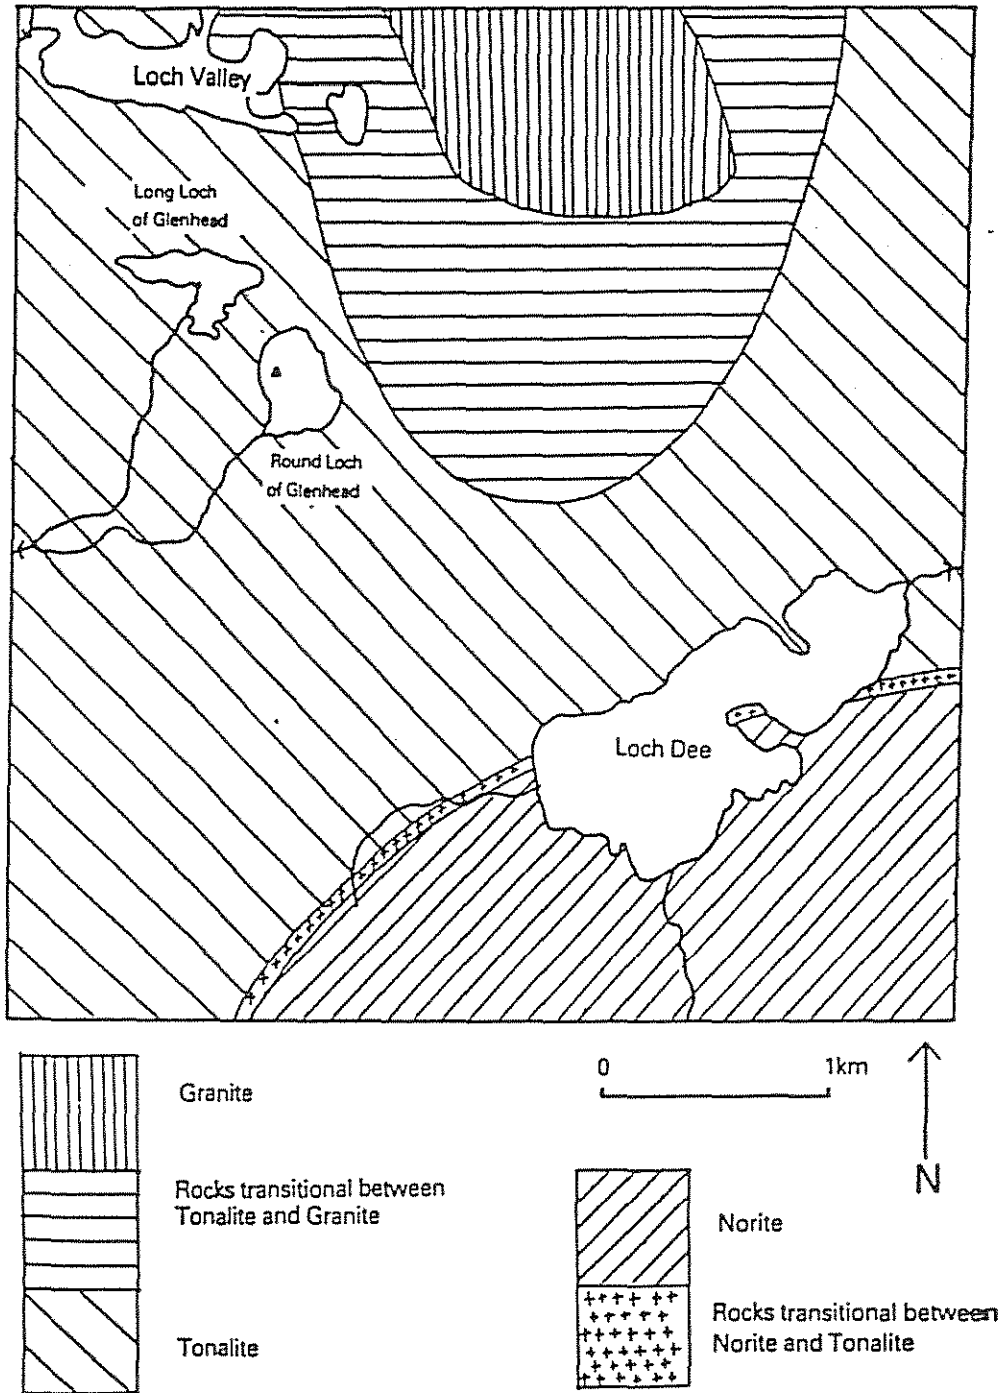 Loch Valley
Long Loch
of Glenhead
Round Loch
of Glenhead
Loch Dee
Granite
0 1km
Rocks transitional between
Tonalite and Granite
N
Norite
Tonalite
Rocks transitional between
Norite and Tonalite